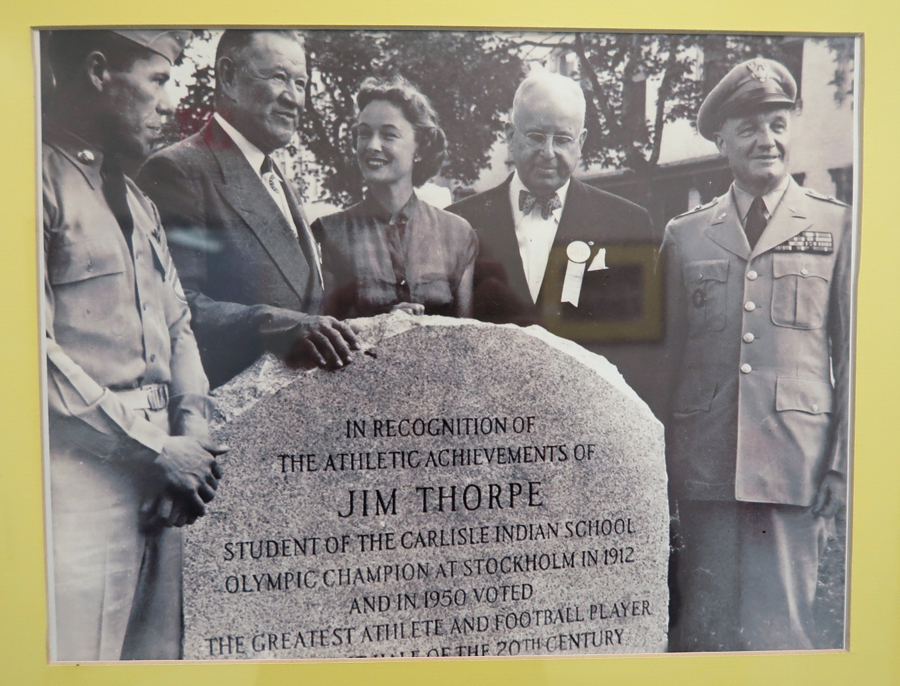 IN RECOGNITION OF
THE ATHLETIC ACHIEVEMENTS OF
JIM THORPE
STUDENT OF THE CARLISLE INDIAN SCHOOL
OLYMPIC CHAMPION AT STOCKHOLM IN 1912
AND IN 1950 VOTED
THE GREATEST ATHLETE AND FOOTBALL PLAYER
HALF OF THE 20TH CENTURY